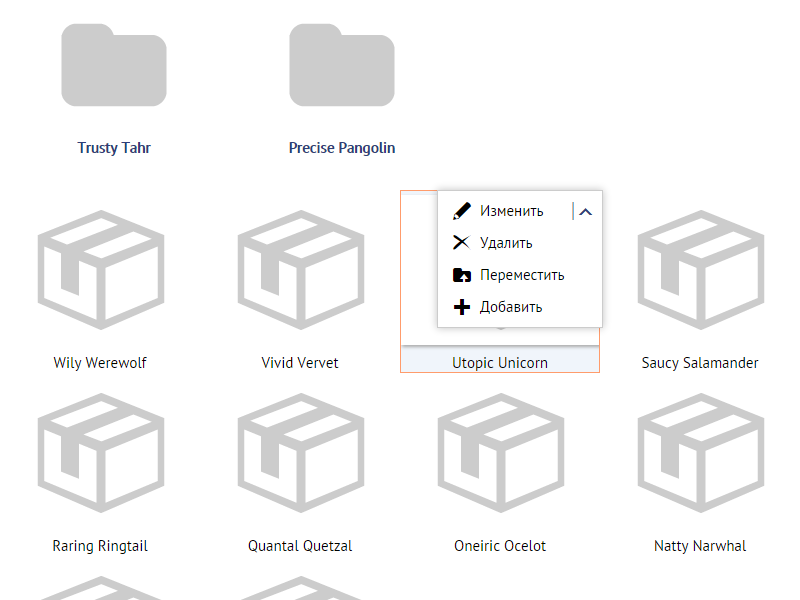 Trusty Tahr
Precise Pangolin
Изменить
Удалить
Переместить
Добавить
Wily Werewolf
Vivid Vervet
Utopic Unicorn
Saucy Salamander
Raring Ringtail
Quantal Quetzal
Oneiric Ocelot
Natty Narwhal